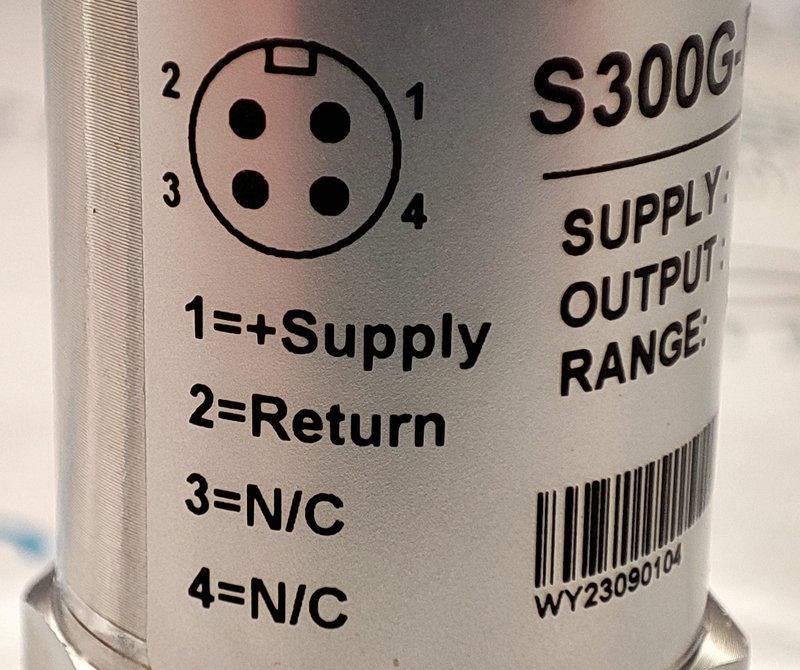 2 1
3 4
1=+Supply
2=Return
3=N/C
4=N/C
S300G-
SUPPLY:
OUTPUT:
RANGE:
WY23090104